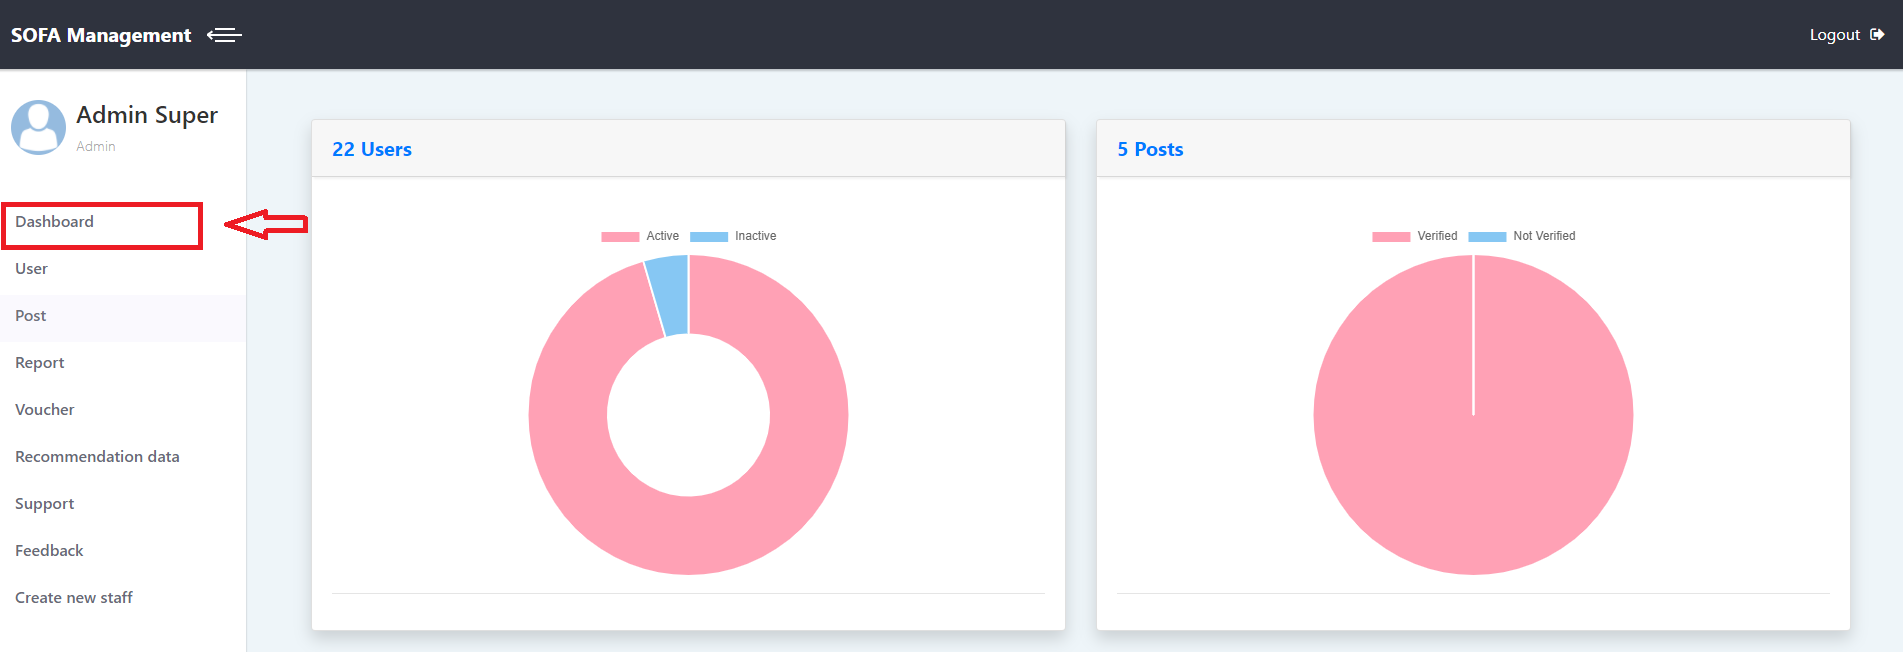 SOFA Management
Logout
Admin Super
Admin
Dashboard
User
Post
Report
Voucher
Recommendation data
Support
Feedback
Create new staff
22 Users
Active Inactive
5 Posts
Verified Not Verified